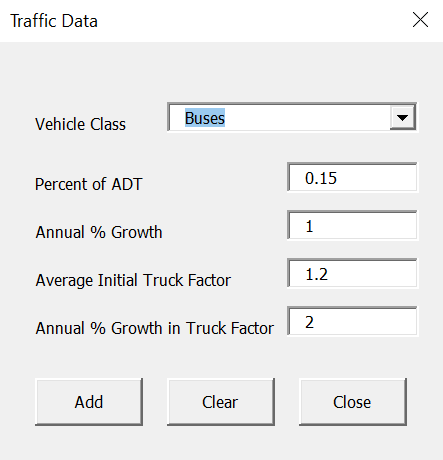 Traffic Data
Vehicle Class Buses
Percent of ADT 0.15
Annual % Growth 1
Average Initial Truck Factor 1.2
Annual % Growth in Truck Factor 2
Add Clear Close